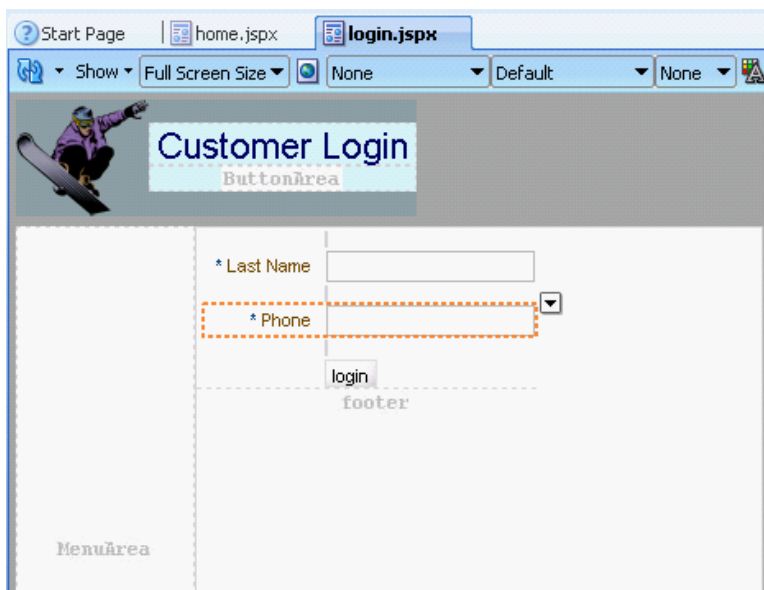 Start Page home.jspx login.jspx
Show Full Screen Size None Default None
Customer Login
ButtonArea
* Last Name
* Phone
login
footer
MenuArea